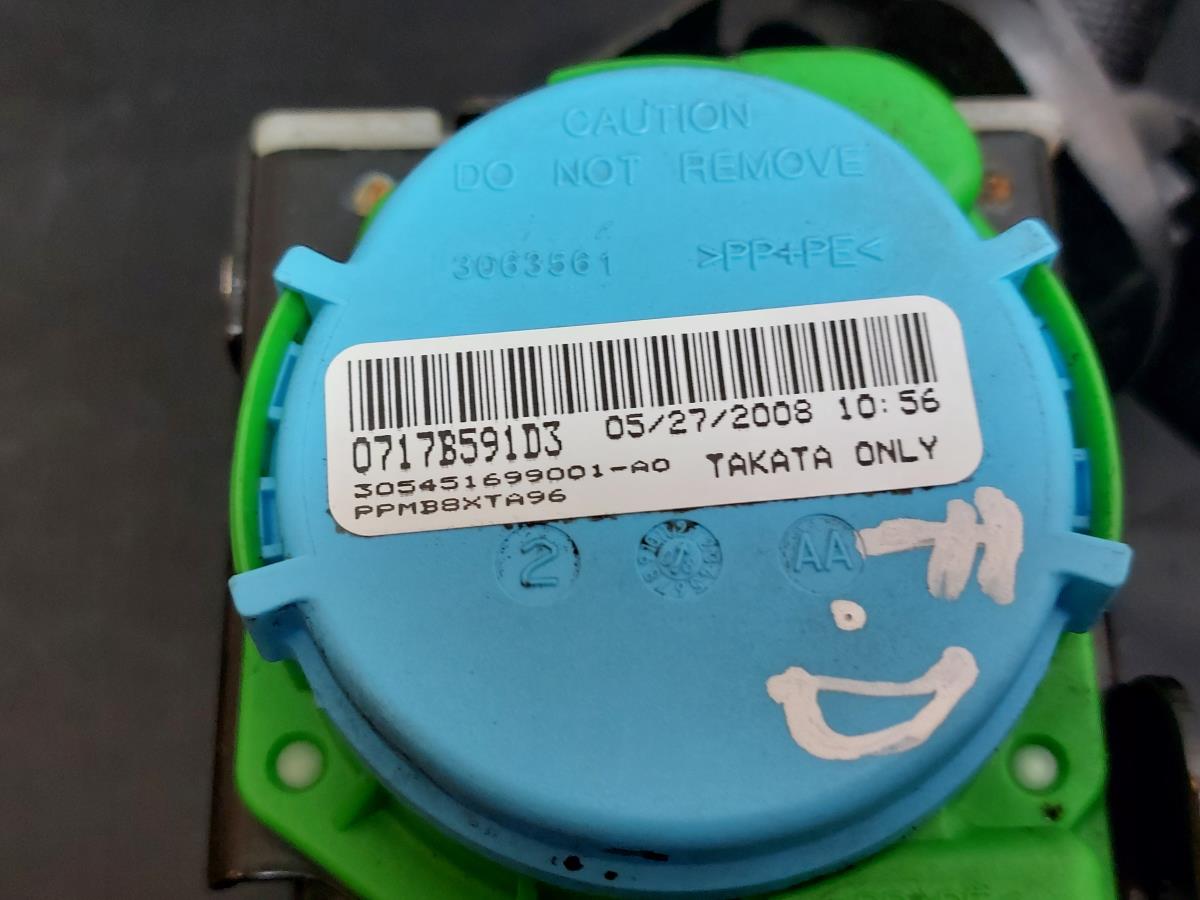 CAUTION
DO NOT REMOVE
3063561 >PP+PE<
0717B591D3 05/27/2008 10:56
305451699001-A0 TAKATA ONLY
PPMB8XTA96
2 AA